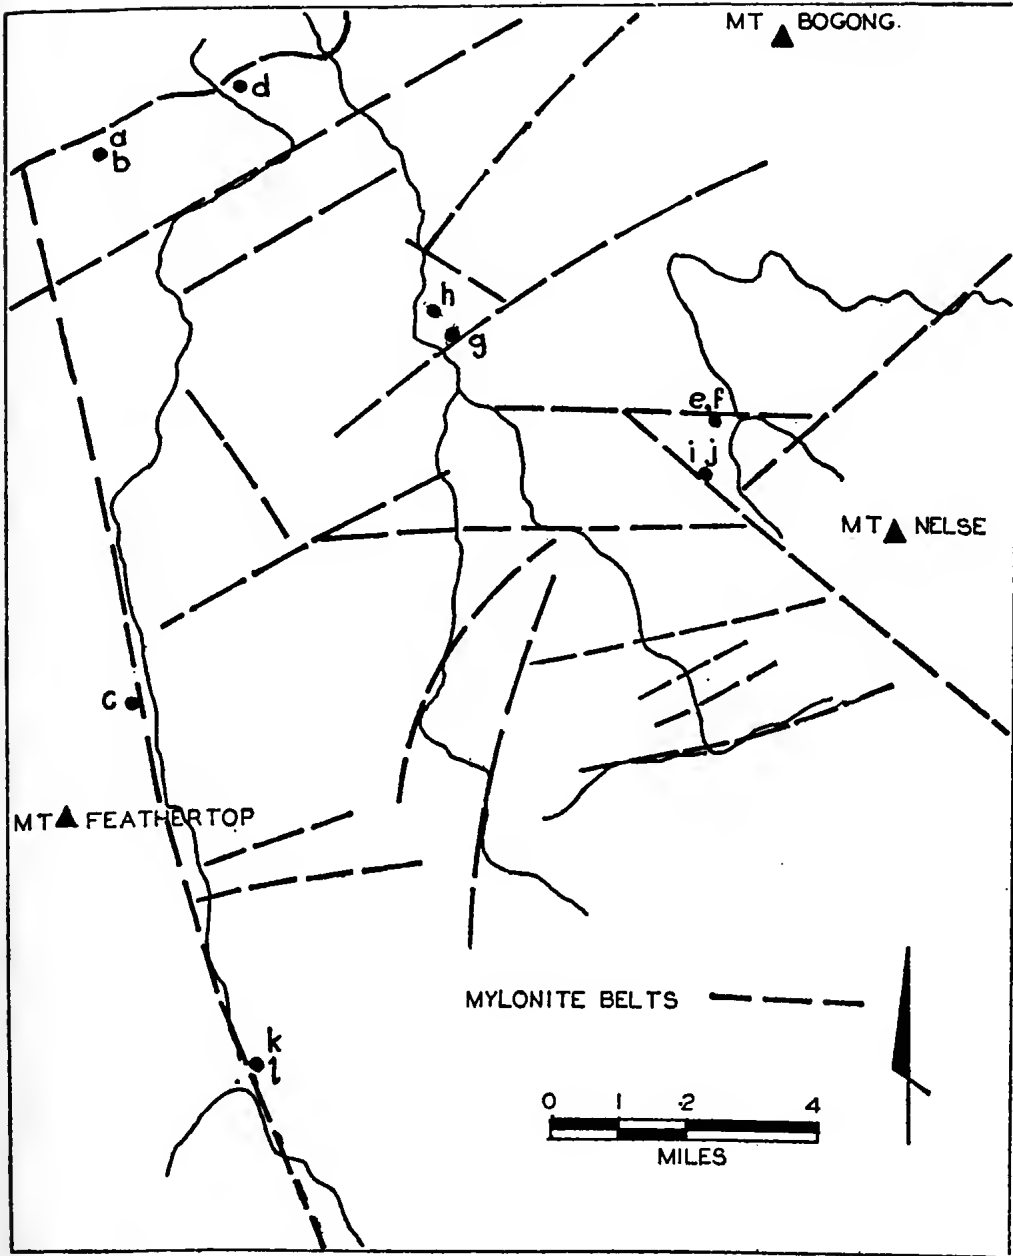 MT BOGONG.
d
a
b
h
g
e,f
i j
MT NELSE
c
MT FEATHERTOP
MYLONITE BELTS
k
l
0 1 .2 4
MILES